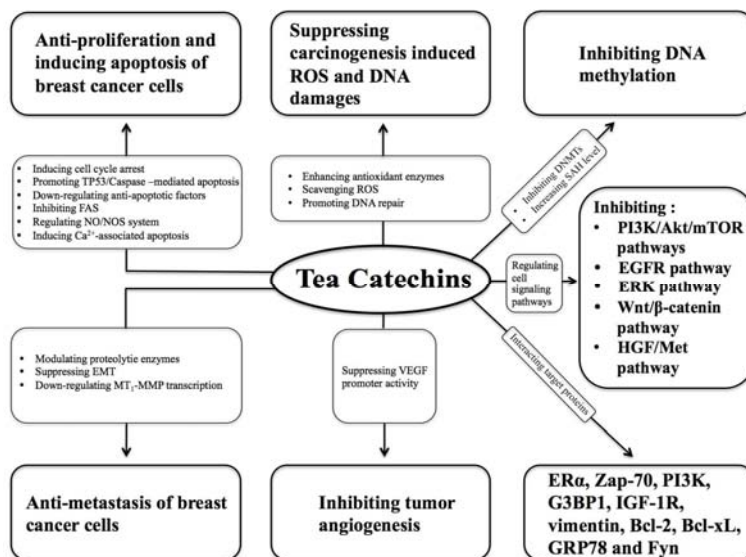 Anti-proliferation and
inducing apoptosis of
breast cancer cells
Suppressing
carcinogenesis induced
ROS and DNA
damages
Inhibiting DNA
methylation
• Inducing cell cycle arrest
• Promoting TP53/Caspase –mediated apoptosis
• Down-regulating anti-apoptotic factors
• Inhibiting FAS
• Regulating NO/NOS system
• Inducing Ca²⁺-associated apoptosis
• Enhancing antioxidant enzymes
• Scavenging ROS
• Promoting DNA repair
• Inhibiting DNMTs
• Increasing SAH level
Tea Catechins
Regulating
cell
signaling
pathways
Inhibiting :
• PI3K/Akt/mTOR
pathways
• EGFR pathway
• ERK pathway
• Wnt/β-catenin
pathway
• HGF/Met
pathway
• Modulating proteolytic enzymes
• Suppressing EMT
• Down-regulating MT₁-MMP transcription
Suppressing VEGF
promoter activity
Interacting target proteins
Anti-metastasis of breast
cancer cells
Inhibiting tumor
angiogenesis
ERα, Zap-70, PI3K,
G3BP1, IGF-1R,
vimentin, Bcl-2, Bcl-xL,
GRP78 and Fyn